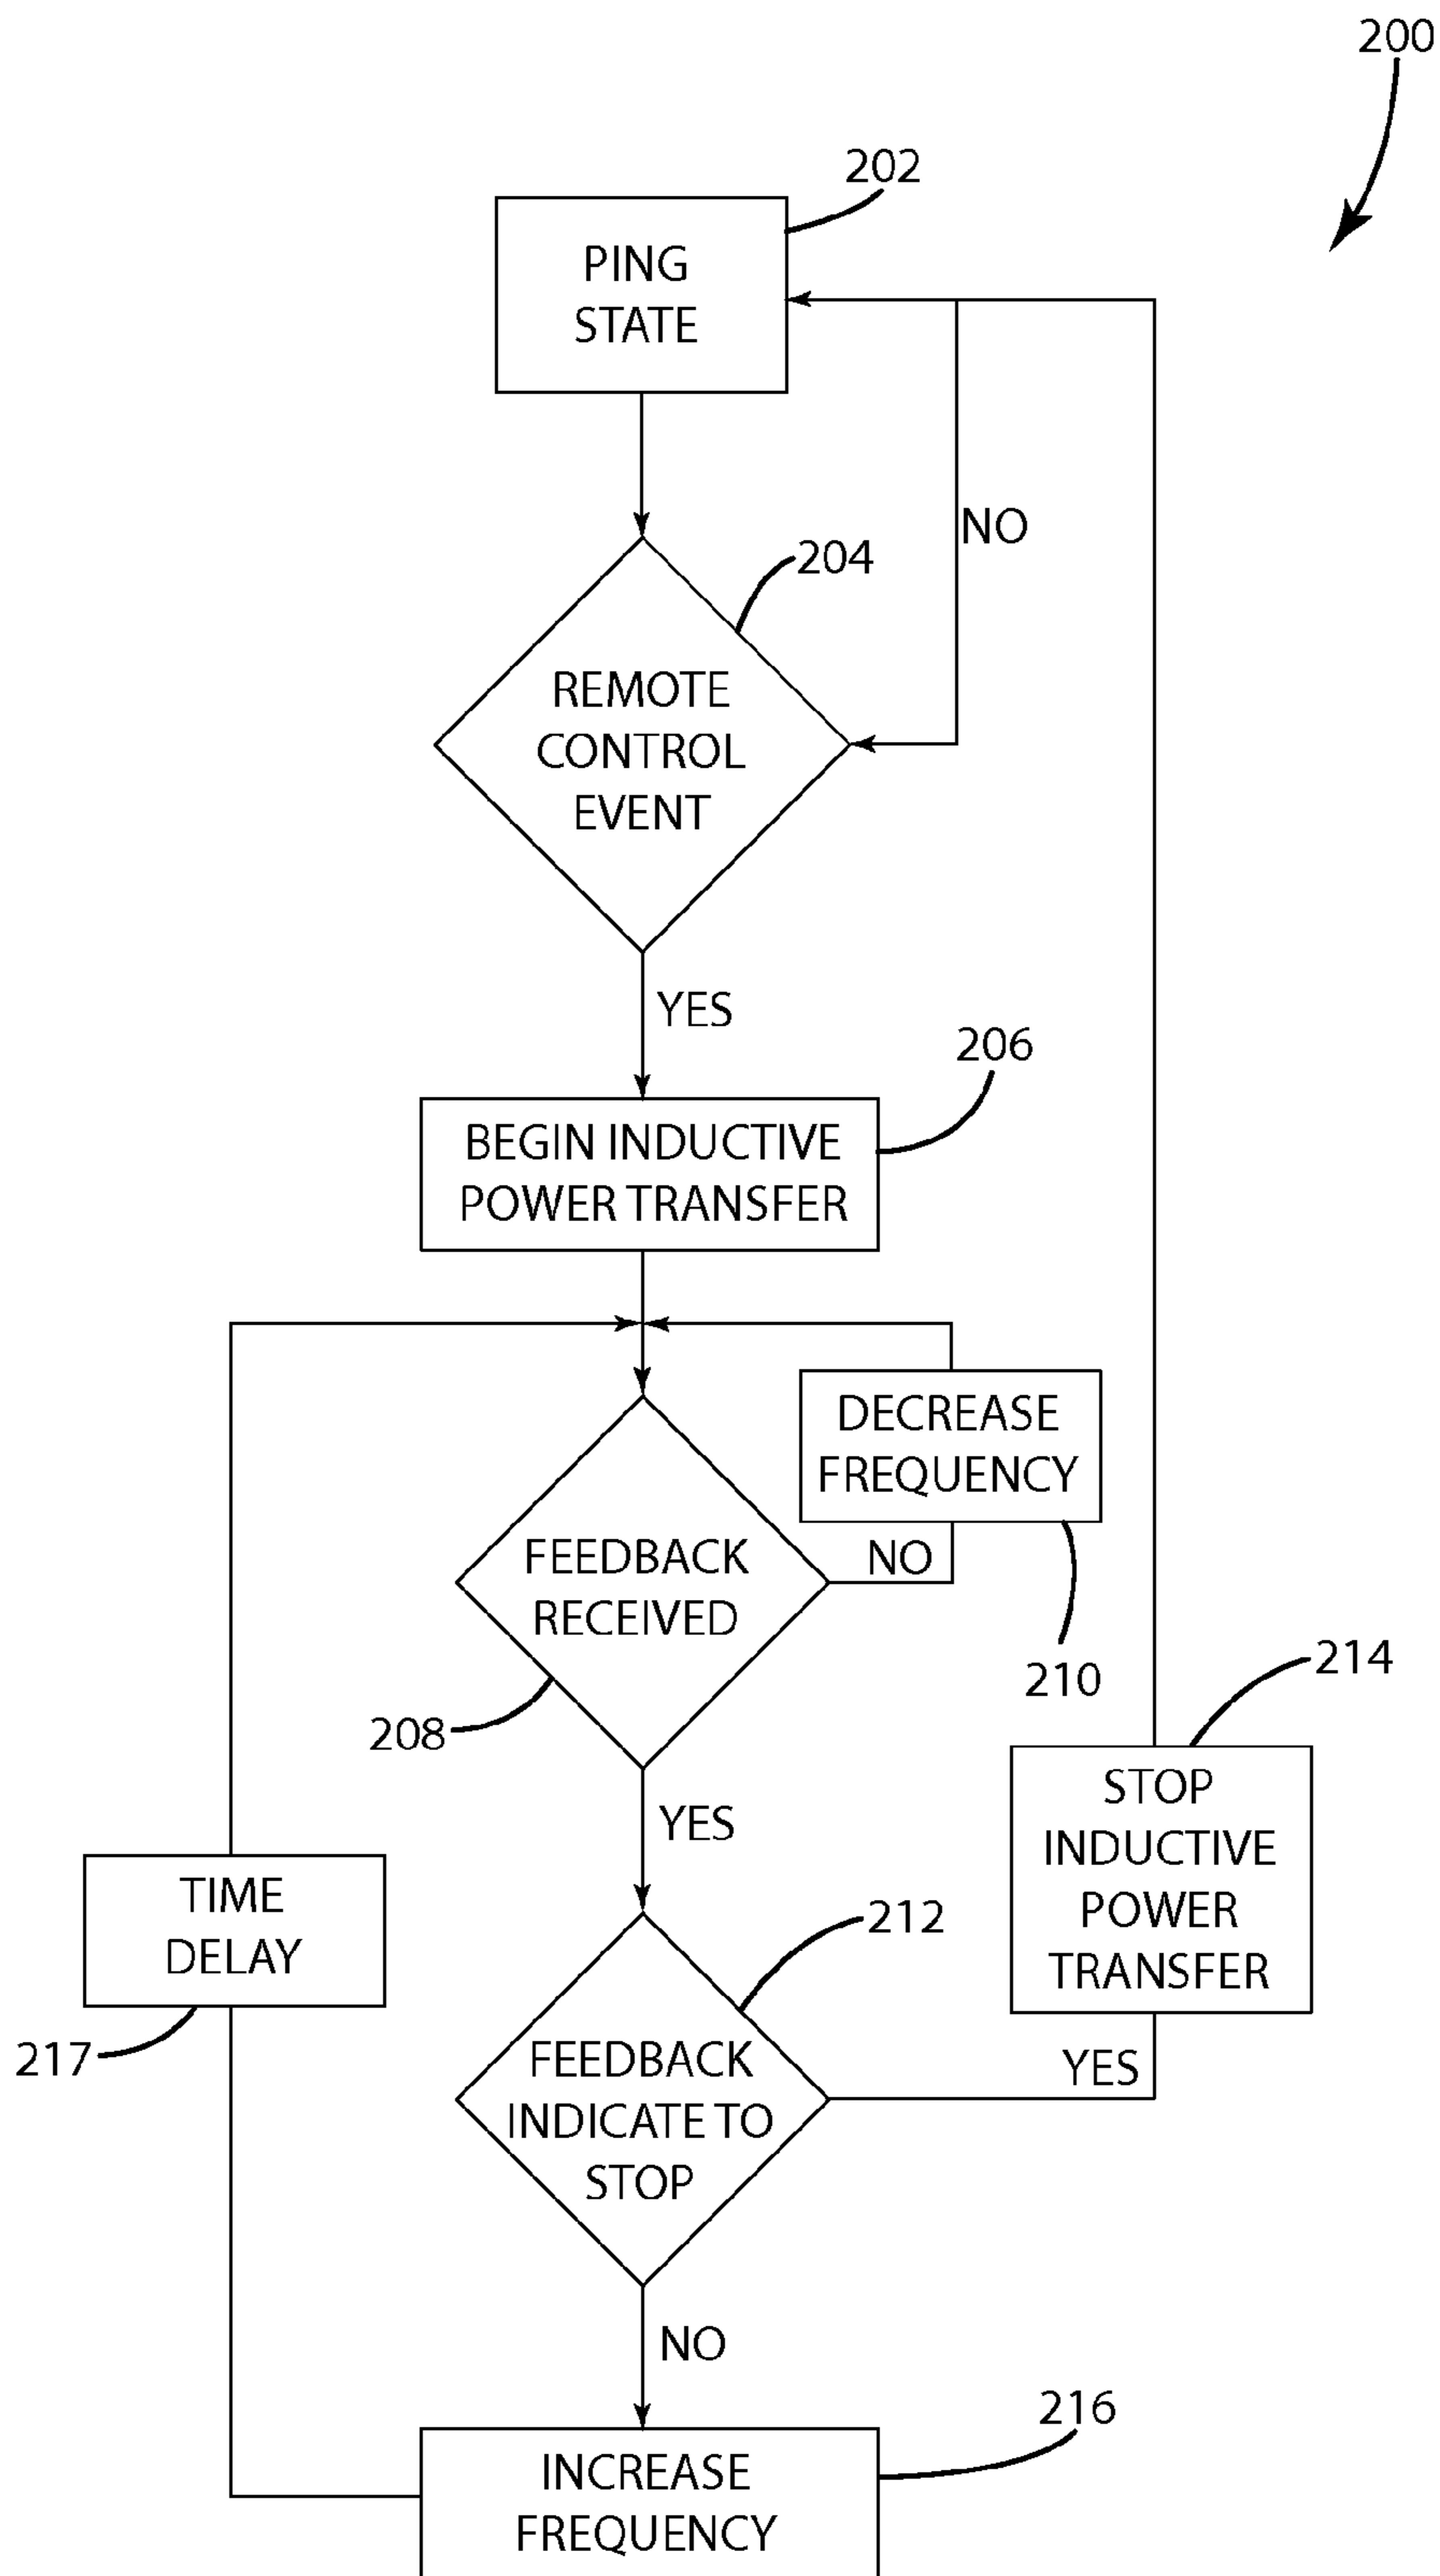 200
202
PING
STATE
NO
204
REMOTE
CONTROL
EVENT
YES
206
BEGIN INDUCTIVE
POWER TRANSFER
DECREASE
FREQUENCY
NO
FEEDBACK
RECEIVED
210
214
208
STOP
INDUCTIVE
POWER
TRANSFER
YES
TIME
DELAY
212
217
YES
FEEDBACK
INDICATE TO
STOP
NO
216
INCREASE
FREQUENCY